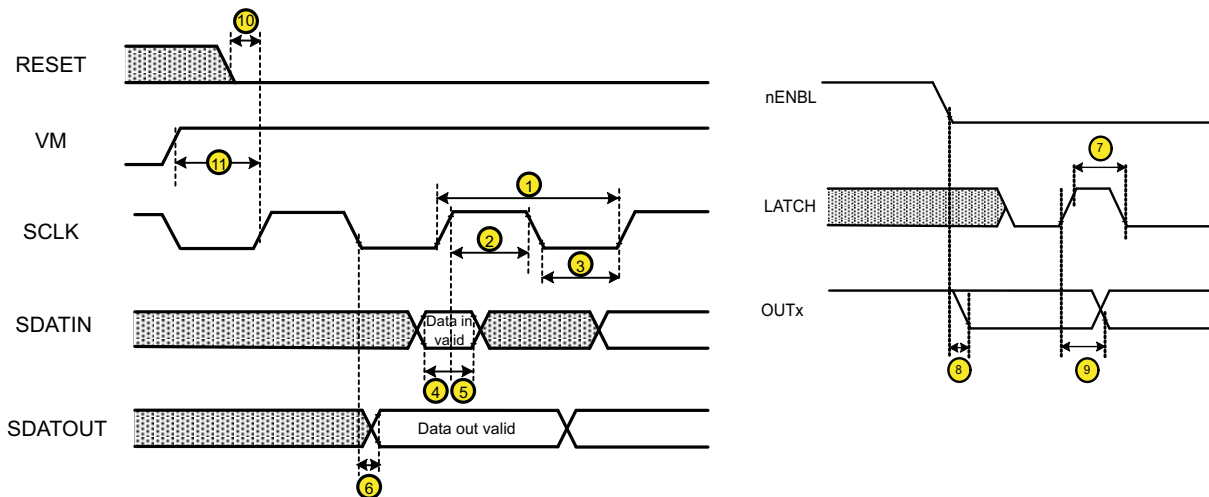 10
RESET
VM
11
1
SCLK
2
3
SDATIN
Data in
valid
4
5
SDATOUT
Data out valid
6
nENBL
7
LATCH
OUTx
8
9